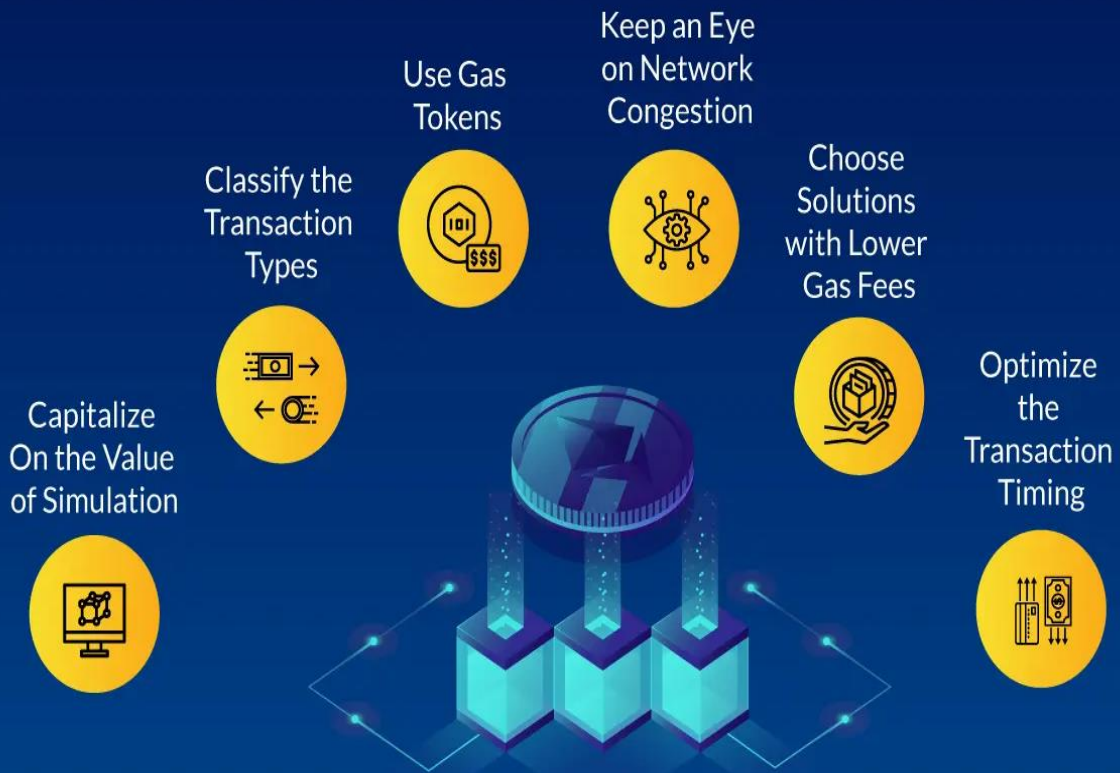 Capitalize
On the Value
of Simulation
Classify the
Transaction
Types
Use Gas
Tokens
Keep an Eye
on Network
Congestion
Choose
Solutions
with Lower
Gas Fees
Optimize
the
Transaction
Timing
101
$$$